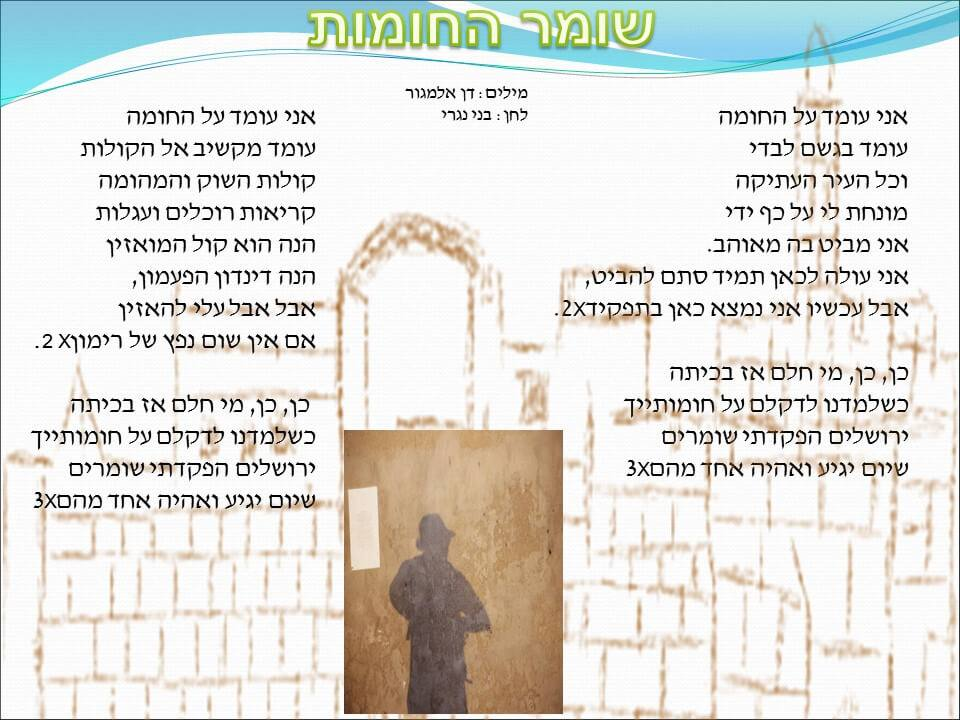 שומר החומות
מילים : דן אלמגור
לחן : בני נגרי
אני עומד על החומה
עומד בגשם לבדי
וכל העיר העתיקה
מונחת לי על כף ידי
אני מביט בה מאוהב.
אני עולה לכאן תמיד סתם להביט,
אבל עכשיו אני נמצא כאן בתפקידX2.
כן, כן, מי חלם אז בכיתה
כשלמדנו לדקלם על חומותייך
ירושלים הפקדתי שומרים
שיום יגיע ואהיה אחד מהםX3
אני עומד על החומה
עומד מקשיב אל הקולות
קולות השוק והמהומה
קריאות רוכלים ועגלות
הנה הוא קול המואזין
הנה דינדון הפעמון,
אבל אבל עלי להאזין
אם אין שום נפץ של רימוןX 2.
כן, כן, מי חלם אז בכיתה
כשלמדנו לדקלם על חומותייך
ירושלים הפקדתי שומרים
שיום יגיע ואהיה אחד מהםX3